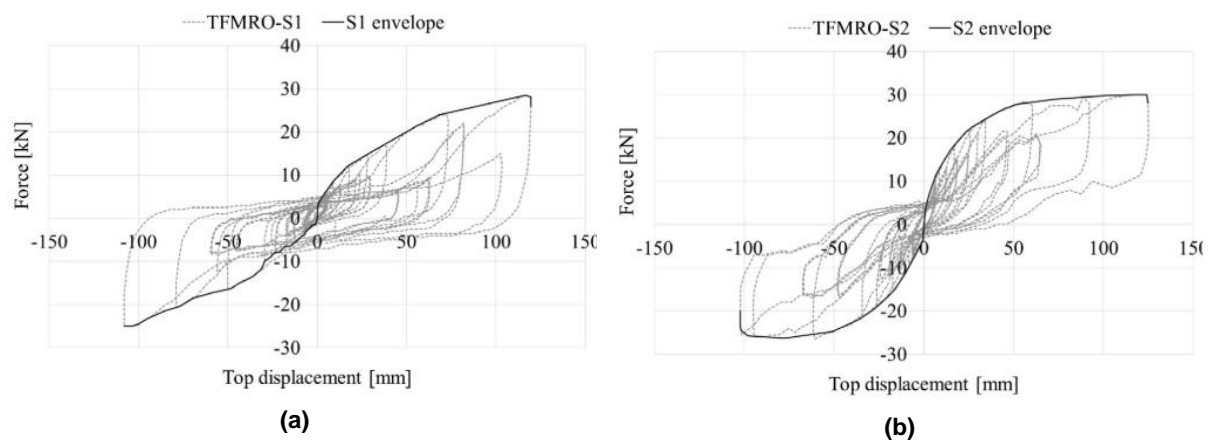 TFMRO-S1 S1 envelope
40
30
20
10
0
-10
-20
-30
-150 -100 -50 0 50 100 150
Force [kN]
Top displacement [mm]
(a)
TFMRO-S2 S2 envelope
40
30
20
10
0
-10
-20
-30
-150 -100 -50 0 50 100 150
Force [kN]
Top displacement [mm]
(b)